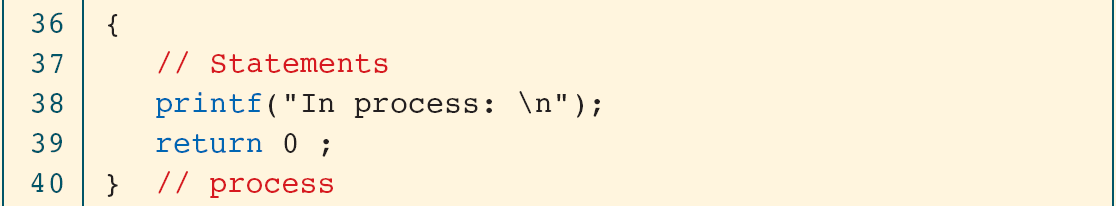 36 {
37 // Statements
38 printf("In process: \n");
39 return 0 ;
40 } // process